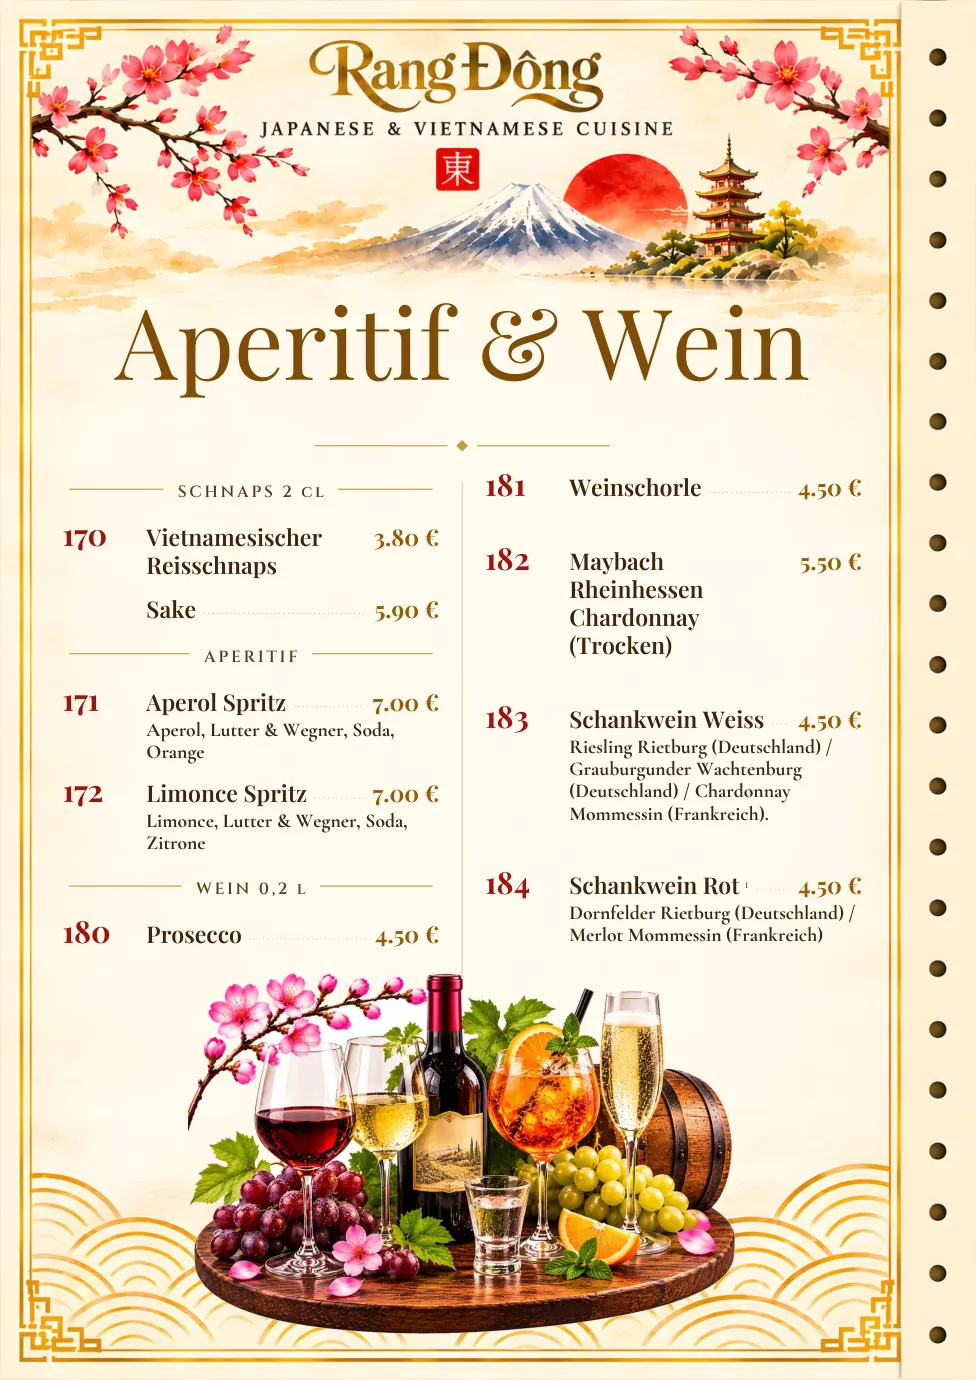 Rang Đông
JAPANESE & VIETNAMESE CUISINE
東
Aperitif & Wein
SCHNAPS 2 CL
170 Vietnamesischer 3.80 €
Reisschnaps
Sake 5.90 €
APERITIF
171 Aperol Spritz 7.00 €
Aperol, Lutter & Wegner, Soda,
Orange
172 Limonce Spritz 7.00 €
Limonce, Lutter & Wegner, Soda,
Zitrone
WEIN 0,2 L
180 Prosecco 4.50 €
181 Weinschorle 4.50 €
182 Maybach 5.50 €
Rheinhessen
Chardonnay
(Trocken)
183 Schankwein Weiss 4.50 €
Riesling Rietburg (Deutschland) /
Grauburgunder Wachtenburg
(Deutschland) / Chardonnay
Mommessin (Frankreich).
184 Schankwein Rot ¹ 4.50 €
Dornfelder Rietburg (Deutschland) /
Merlot Mommessin (Frankreich)